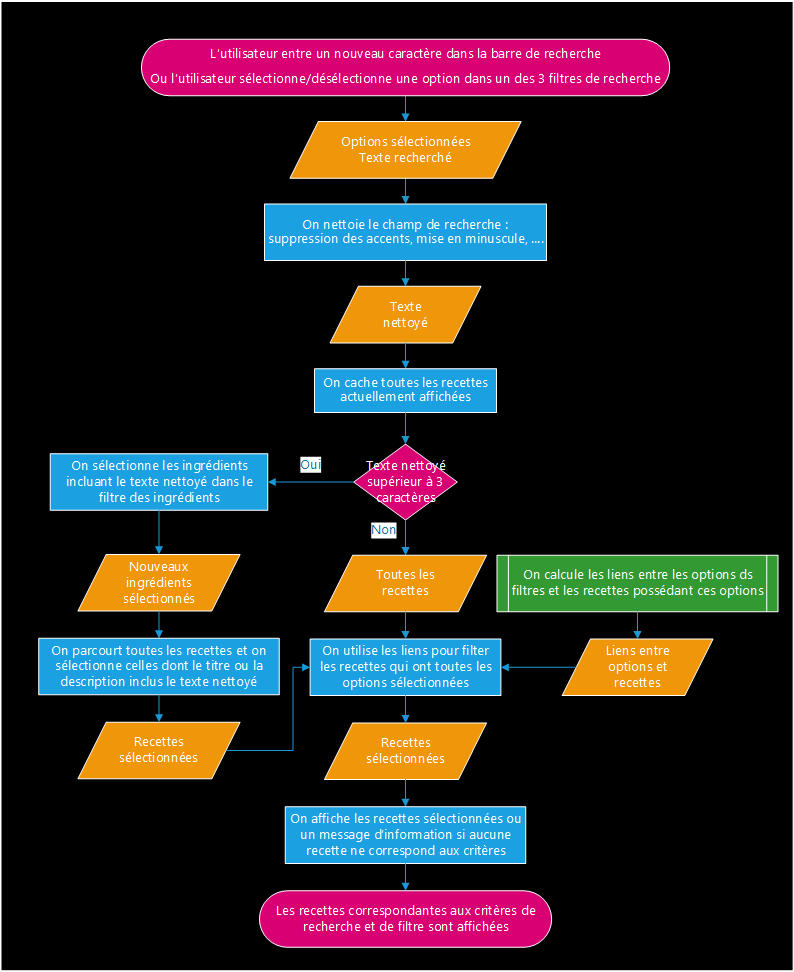 L'utilisateur entre un nouveau caractère dans la barre de recherche
Ou l'utilisateur sélectionne/désélectionne une option dans un des 3 filtres de recherche
Options sélectionnées
Texte recherché
On nettoie le champ de recherche :
suppression des accents, mise en minuscule, ....
Texte
nettoyé
On cache toutes les recettes
actuellement affichées
Texte nettoyé
supérieur à 3
caractères
Oui
On sélectionne les ingrédients
incluant le texte nettoyé dans le
filtre des ingrédients
Non
Nouveaux
ingrédients
sélectionnés
Toutes les
recettes
On calcule les liens entre les options ds
filtres et les recettes possédant ces options
On parcourt toutes les recettes et on
sélectionne celles dont le titre ou la
description inclus le texte nettoyé
On utilise les liens pour filter
les recettes qui ont toutes les
options sélectionnées
Liens entre
options et
recettes
Recettes
sélectionnées
Recettes
sélectionnées
On affiche les recettes sélectionnées ou
un message d'information si aucune
recette ne correspond aux critères
Les recettes correspondantes aux critères de
recherche et de filtre sont affichées